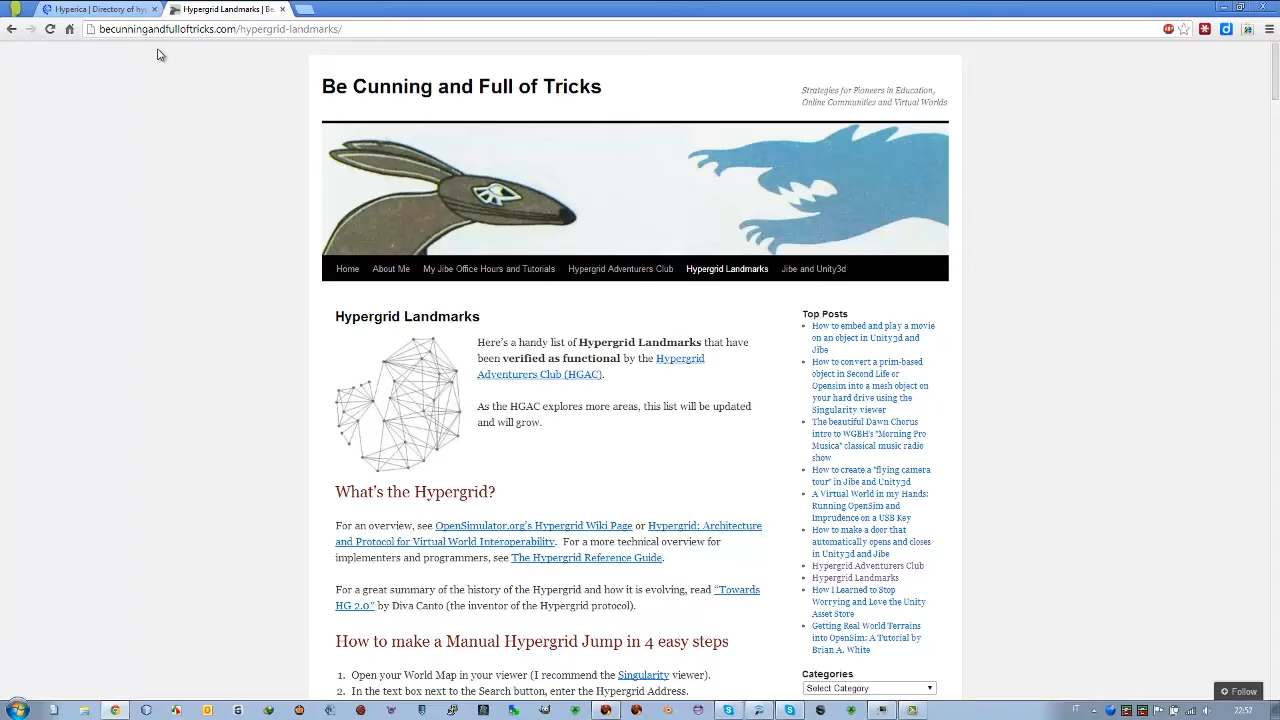 Hyperica | Directory of hyp
Hypergrid Landmarks | Be
becunningandfulloftricks.com/hypergrid-landmarks/
Be Cunning and Full of Tricks
Strategies for Pioneers in Education,
Online Communities and Virtual Worlds
Home About Me My Jibe Office Hours and Tutorials Hypergrid Adventurers Club Hypergrid Landmarks Jibe and Unity3d
Hypergrid Landmarks
Here's a handy list of Hypergrid Landmarks that have
been verified as functional by the Hypergrid
Adventurers Club (HGAC).
As the HGAC explores more areas, this list will be updated
and will grow.
What's the Hypergrid?
For an overview, see OpenSimulator.org's Hypergrid Wiki Page or Hypergrid: Architecture
and Protocol for Virtual World Interoperability. For a more technical overview for
implementers and programmers, see The Hypergrid Reference Guide.
For a great summary of the history of the Hypergrid and how it is evolving, read "Towards
HG 2.0" by Diva Canto (the inventor of the Hypergrid protocol).
How to make a Manual Hypergrid Jump in 4 easy steps
1. Open your World Map in your viewer (I recommend the Singularity viewer).
2. In the text box next to the Search button, enter the Hypergrid Address.
Top Posts
How to embed and play a movie
on an object in Unity3d and
Jibe
How to convert a prim-based
object in Second Life or
Opensim into a mesh object on
your hard drive using the
Singularity viewer
The beautiful Dawn Chorus
intro to WGBH's "Morning Pro
Musica" classical music radio
show
How to create a "flying camera
tour" in Jibe and Unity3d
A Virtual World in my Hands:
Running OpenSim and
Imprudence on a USB Key
How to make a door that
automatically opens and closes
in Unity3d and Jibe
Hypergrid Adventurers Club
Hypergrid Landmarks
How I Learned to Stop
Worrying and Love the Unity
Asset Store
Getting Real World Terrains
into OpenSim: A Tutorial by
Brian A. White
Categories
Select Category
Follow
IT
22:52